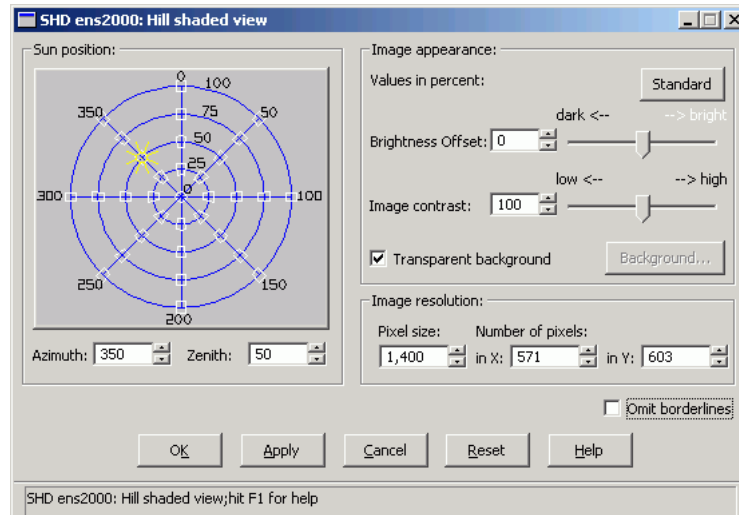 SHD ens2000: Hill shaded view
Sun position:
0
100
350
75
50
50
25
0
300
100
250
150
200
Azimuth: 350
Zenith: 50
Image appearance:
Values in percent:
Standard
dark <--
--> bright
Brightness Offset: 0
low <--
--> high
Image contrast: 100
Transparent background
Background...
Image resolution:
Pixel size:
Number of pixels:
1,400
in X: 571
in Y: 603
Omit borderlines
OK
Apply
Cancel
Reset
Help
SHD ens2000: Hill shaded view;hit F1 for help